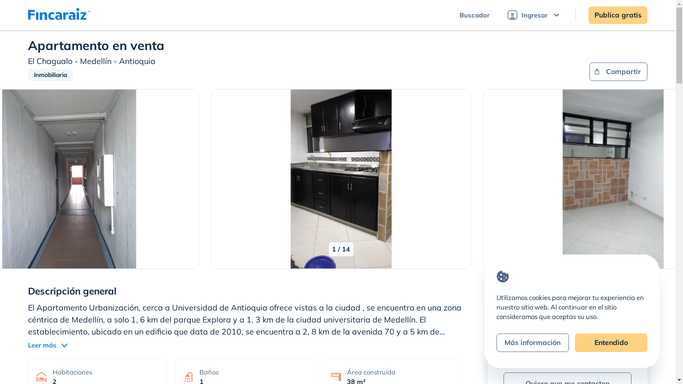 Fincaraiz
Buscador
Ingresar
Publica gratis
Apartamento en venta
El Chagualo - Medellín - Antioquia
Inmobiliaria
Compartir
1 / 14
Descripción general
El Apartamento Urbanización, cerca a Universidad de Antioquia ofrece vistas a la ciudad , se encuentra en una zona
céntrica de Medellín, a solo 1, 6 km del parque Explora y a 1, 3 km de la ciudad universitaria de Medellín. El
establecimiento, ubicado en un edificio que data de 2010, se encuentra a 2, 8 km de la avenida 70 y a 5 km de...
Leer más
Habitaciones
2
Baños
1
Área construida
38 m²
Utilizamos cookies para mejorar tu experiencia en
nuestro sitio web. Al continuar en el sitio
consideramos que aceptas su uso.
Más información
Entendido
Quiero que me contacten